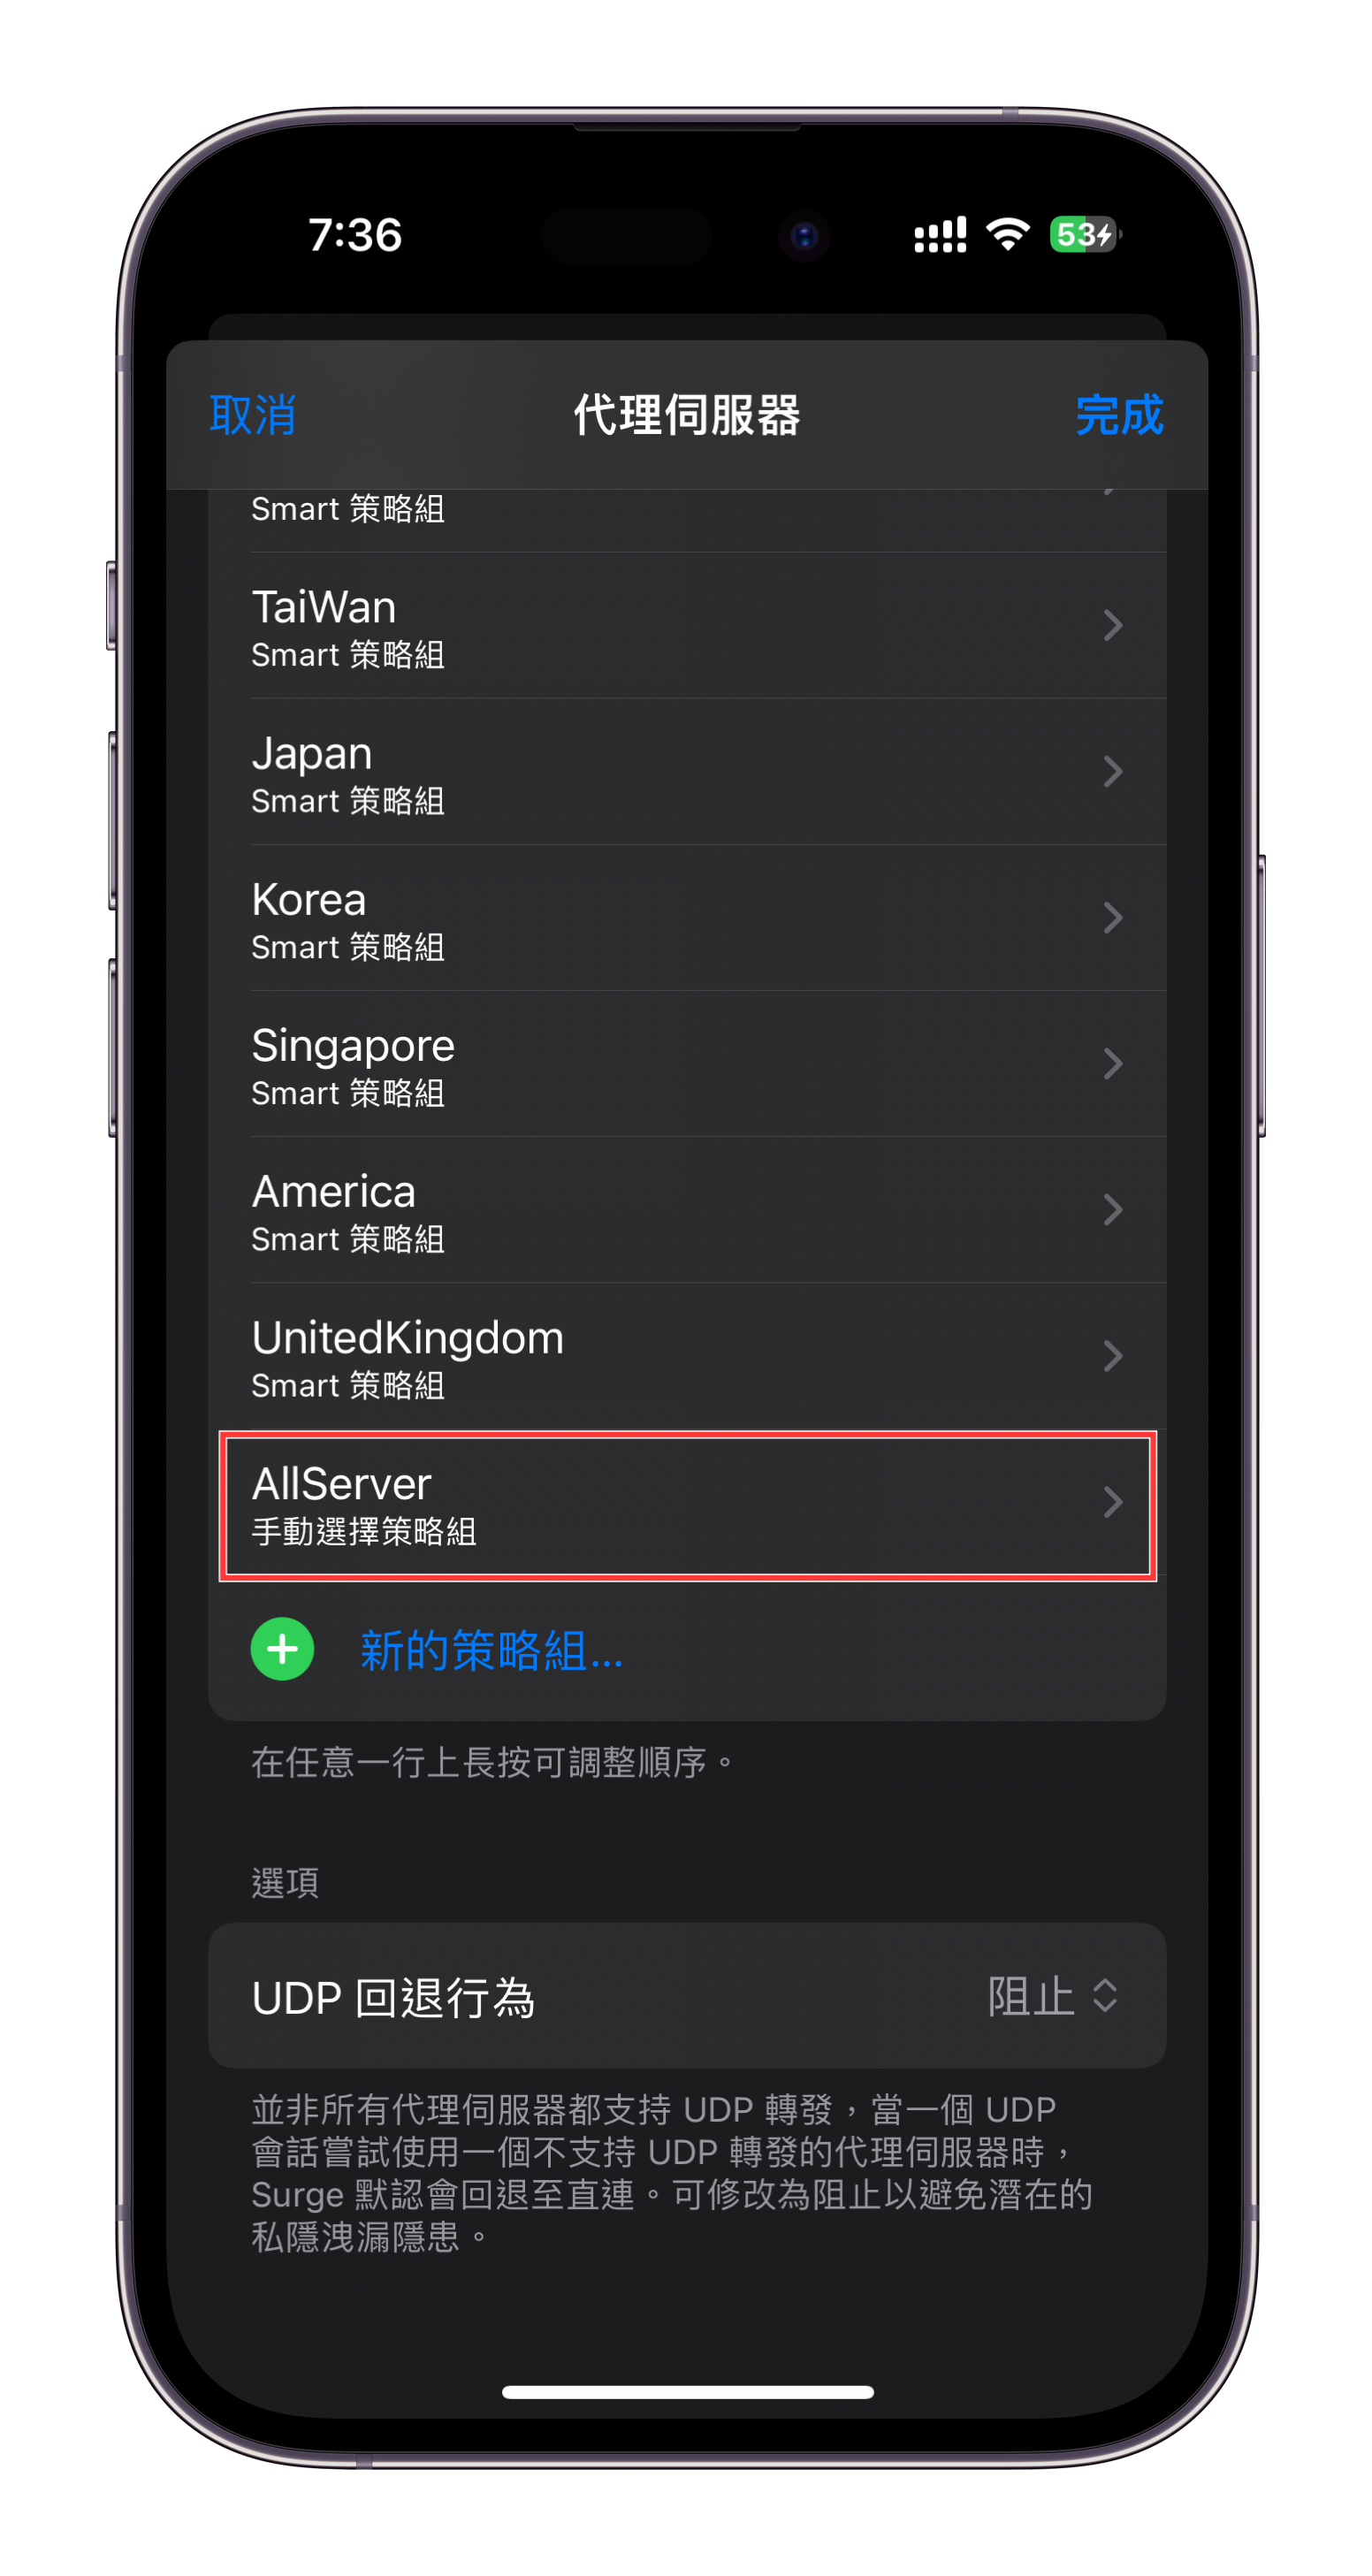 7:36
53
取消 代理伺服器 完成
Smart 策略組
TaiWan
Smart 策略組
Japan
Smart 策略組
Korea
Smart 策略組
Singapore
Smart 策略組
America
Smart 策略組
UnitedKingdom
Smart 策略組
AllServer
手動選擇策略組
新的策略組...
在任意一行上長按可調整順序。
選項
UDP 回退行為 阻止
並非所有代理伺服器都支持 UDP 轉發，當一個 UDP
會話嘗試使用一個不支持 UDP 轉發的代理伺服器時，
Surge 默認會回退至直連。可修改為阻止以避免潛在的
私隱洩漏隱患。